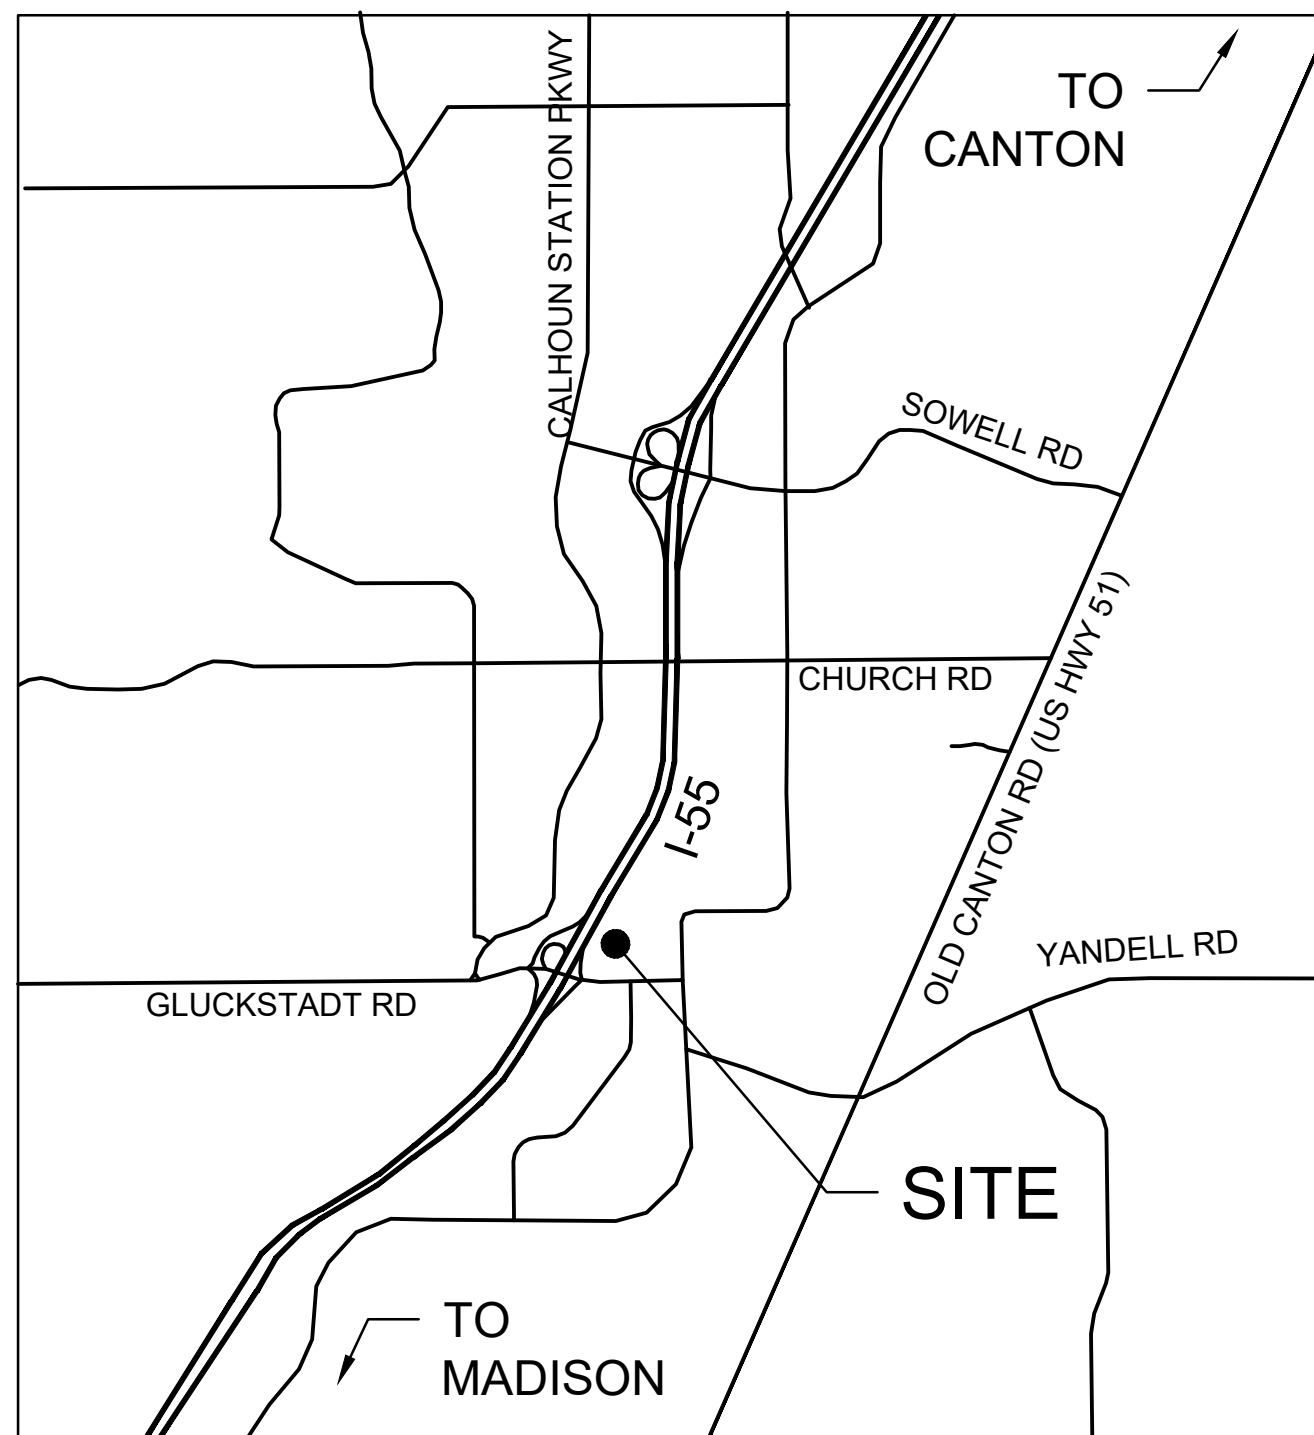 CALHOUN STATION PKWY
TO
CANTON
SOWELL RD
CHURCH RD
OLD CANTON RD (US HWY 51)
I-55
YANDELL RD
GLUCKSTADT RD
SITE
TO
MADISON